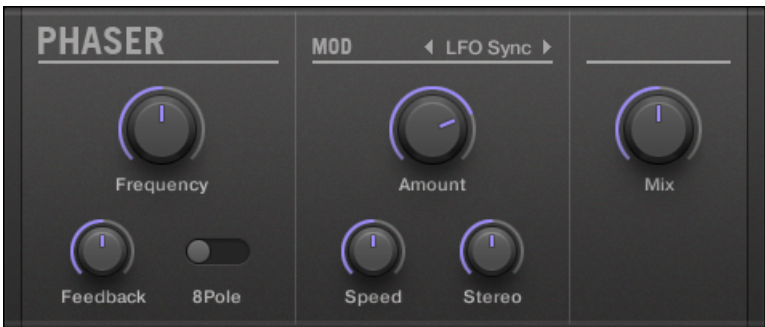 PHASER
MOD
LFO Sync
Frequency
Amount
Mix
Feedback
8Pole
Speed
Stereo